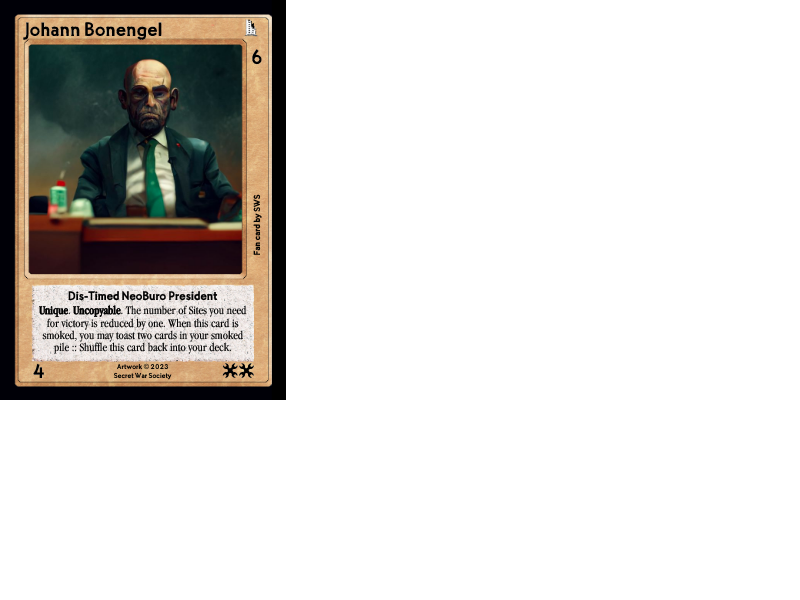 Johann Bonengel
6
Fan card by SWS
Dis-Timed NeoBuro President
Unique. Uncopyable. The number of Sites you need
for victory is reduced by one. When this card is
smoked, you may toast two cards in your smoked
pile :: Shuffle this card back into your deck.
4
Artwork © 2023
Secret War Society